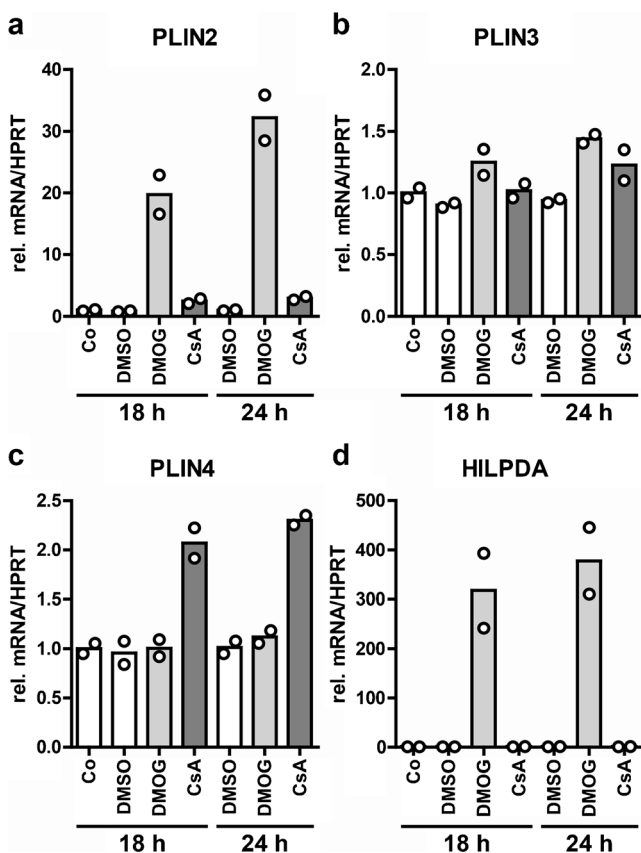 a
PLIN2
rel. mRNA/HPRT
40
30
20
10
0
Co
DMSO
DMOG
CsA
DMSO
DMOG
CsA
18 h
24 h
b
PLIN3
rel. mRNA/HPRT
2.0
1.5
1.0
0.5
0.0
Co
DMSO
DMOG
CsA
DMSO
DMOG
CsA
18 h
24 h
c
PLIN4
rel. mRNA/HPRT
2.5
2.0
1.5
1.0
0.5
0.0
Co
DMSO
DMOG
CsA
DMSO
DMOG
CsA
18 h
24 h
d
HILPDA
rel. mRNA/HPRT
500
400
300
200
100
0
Co
DMSO
DMOG
CsA
DMSO
DMOG
CsA
18 h
24 h